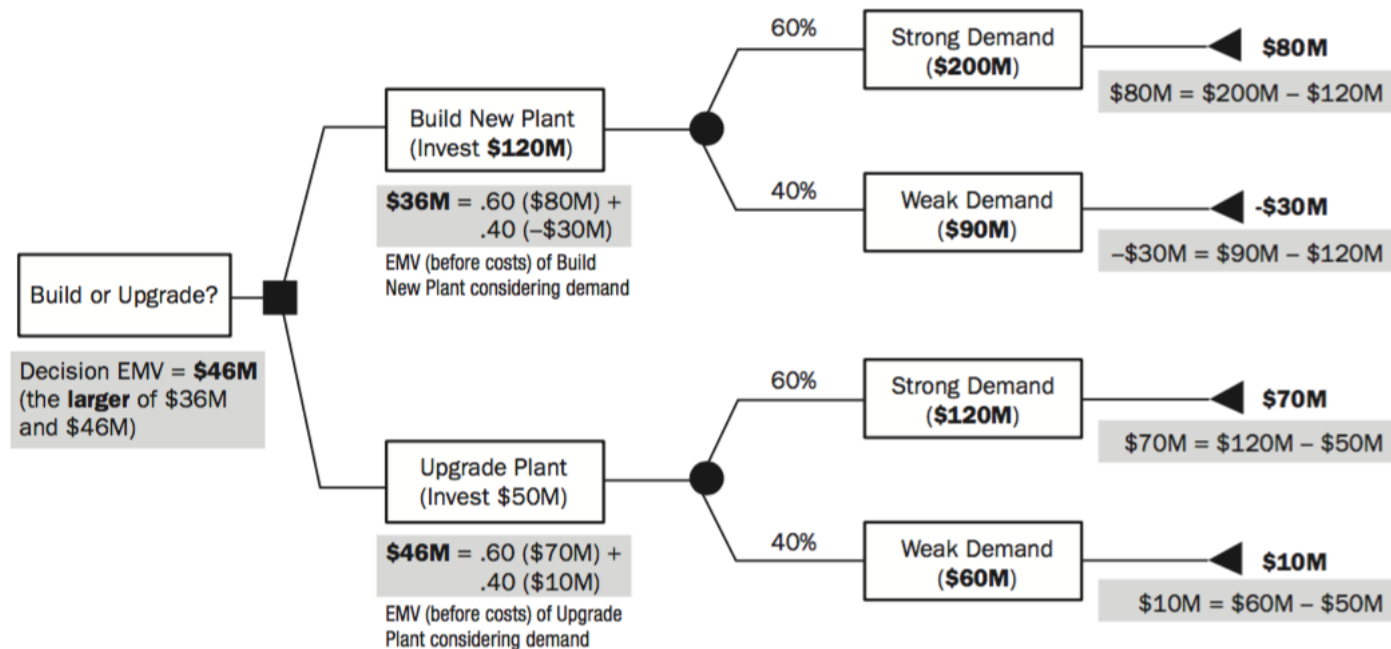 Build or Upgrade?
Decision EMV = $46M
(the larger of $36M
and $46M)
Build New Plant
(Invest $120M)
$36M = .60 ($80M) +
.40 (–$30M)
EMV (before costs) of Build
New Plant considering demand
60%
Strong Demand
($200M)
$80M
$80M = $200M – $120M
40%
Weak Demand
($90M)
-$30M
–$30M = $90M – $120M
Upgrade Plant
(Invest $50M)
$46M = .60 ($70M) +
.40 ($10M)
EMV (before costs) of Upgrade
Plant considering demand
60%
Strong Demand
($120M)
$70M
$70M = $120M – $50M
40%
Weak Demand
($60M)
$10M
$10M = $60M – $50M